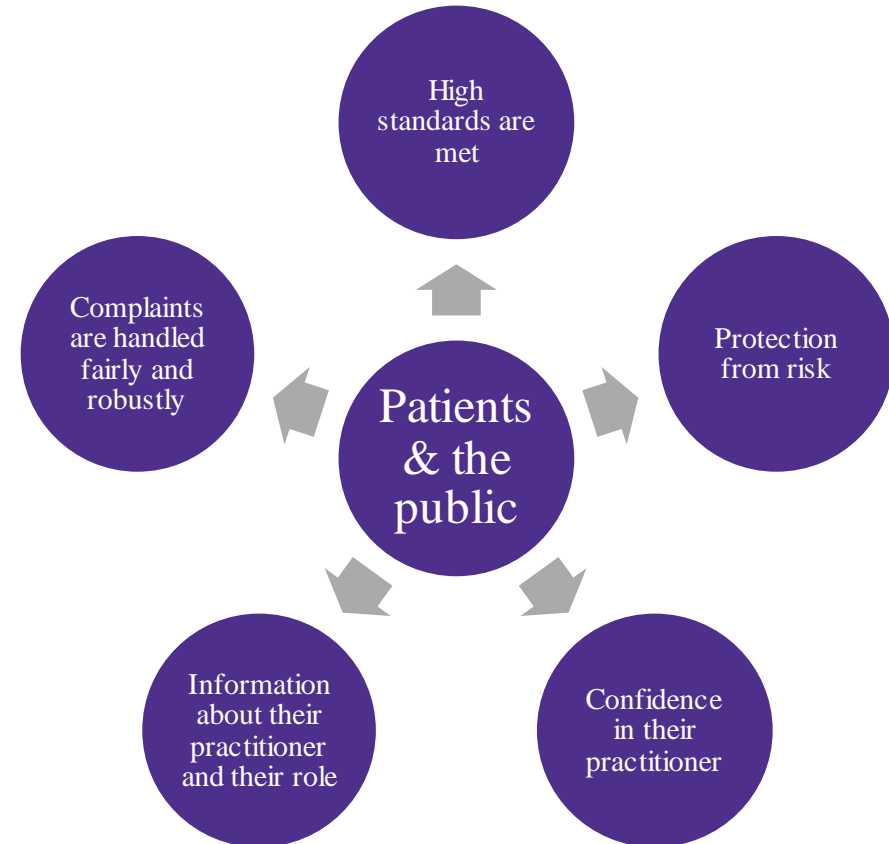 High
standards are
met
Complaints
are handled
fairly and
robustly
Protection
from risk
Patients
& the
public
Information
about their
practitioner
and their role
Confidence
in their
practitioner